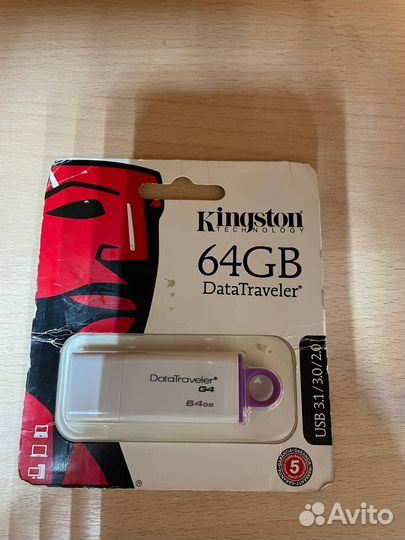 Kingston
TECHNOLOGY
64GB
DataTraveler®
DataTraveler®
G4
64GB
USB 3.1/3.0/2.0
5
Avito